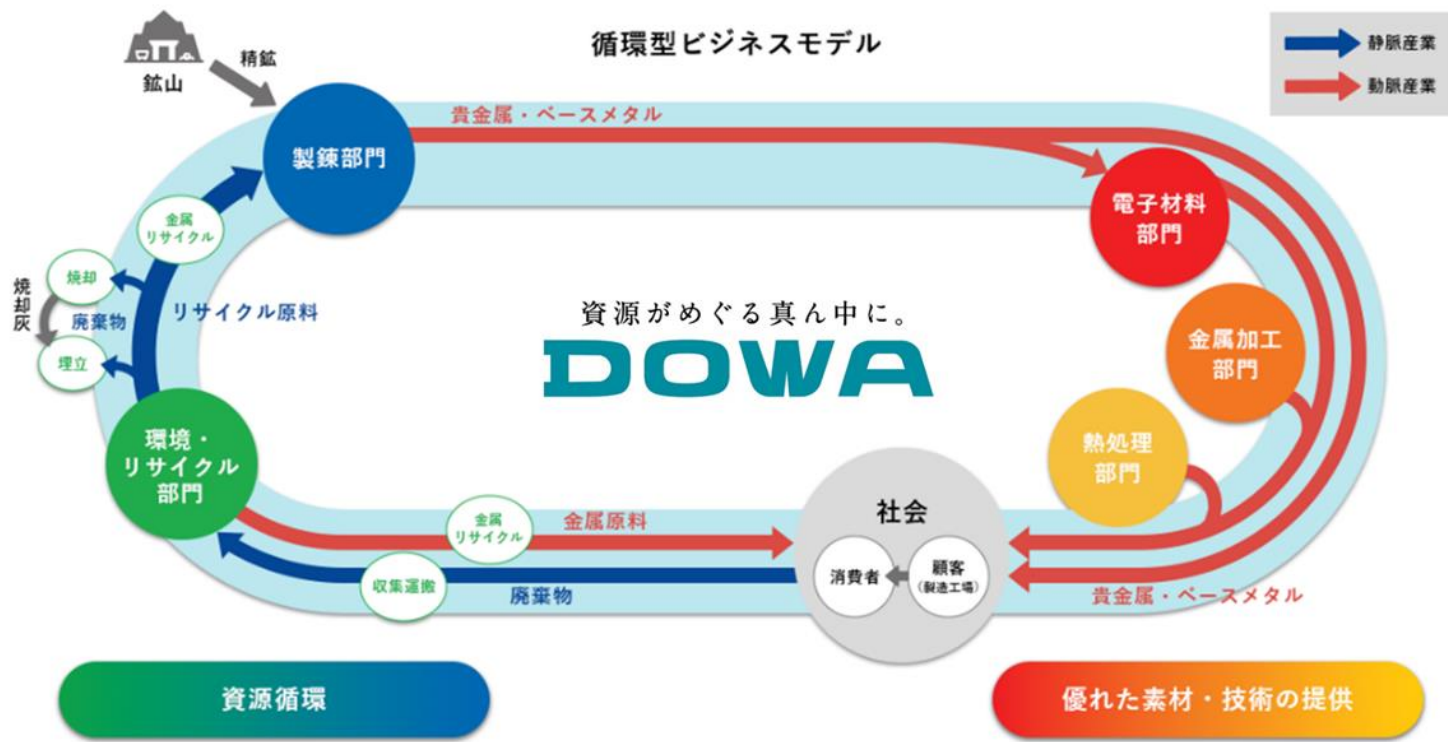 循環型ビジネスモデル
静脈産業
動脈産業
鉱山
精鉱
製錬部門
貴金属・ベースメタル
電子材料
部門
金属
リサイクル
焼却
焼却灰
廃棄物
埋立
リサイクル原料
資源がめぐる真ん中に。
DOWA
金属加工
部門
熱処理
部門
環境・
リサイクル
部門
社会
消費者
顧客
(製造工場)
金属
リサイクル
金属原料
収集運搬
廃棄物
貴金属・ベースメタル
資源循環
優れた素材・技術の提供